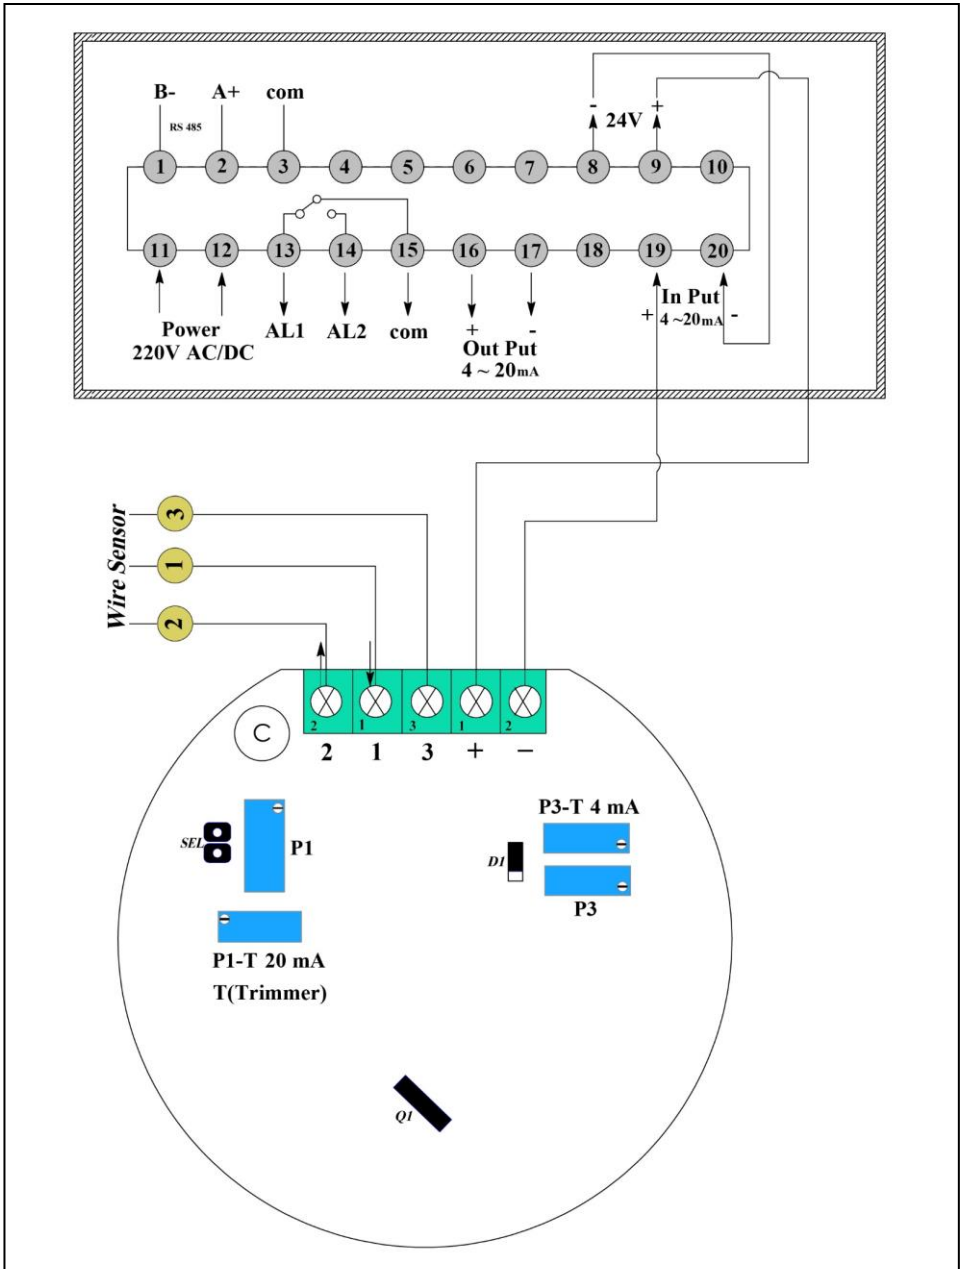 B- A+ com
RS 485
- 24V +
1 2 3 4 5 6 7 8 9 10
11 12 13 14 15 16 17 18 19 20
Power
220V AC/DC
AL1 AL2 com
+ -
Out Put
4 ~ 20mA
+ In Put -
4 ~20mA
Wire Sensor
3
1
2
2 1 3 1 2
2 1 3 + −
C
SEL
P1
P1-T 20 mA
T(Trimmer)
P3-T 4 mA
D1
P3
Q1